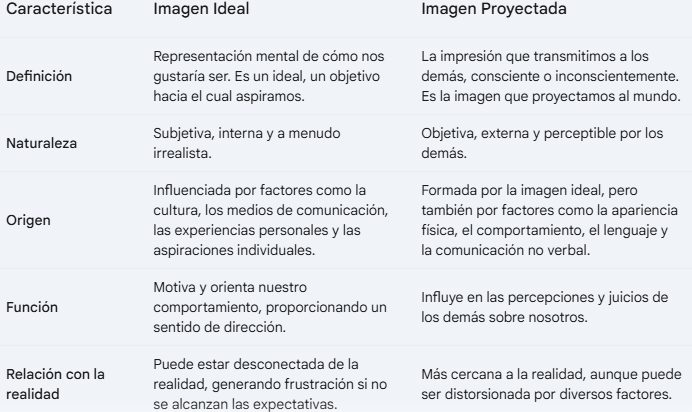 Característica Imagen Ideal Imagen Proyectada
Definición
Representación mental de cómo nos
gustaría ser. Es un ideal, un objetivo
hacia el cual aspiramos.
La impresión que transmitimos a los
demás, consciente o inconscientemente.
Es la imagen que proyectamos al mundo.
Naturaleza
Subjetiva, interna y a menudo
irrealista.
Objetiva, externa y perceptible por los
demás.
Origen
Influenciada por factores como la
cultura, los medios de comunicación,
las experiencias personales y las
aspiraciones individuales.
Formada por la imagen ideal, pero
también por factores como la apariencia
física, el comportamiento, el lenguaje y
la comunicación no verbal.
Función
Motiva y orienta nuestro
comportamiento, proporcionando un
sentido de dirección.
Influye en las percepciones y juicios de
los demás sobre nosotros.
Relación con la
realidad
Puede estar desconectada de la
realidad, generando frustración si no
se alcanzan las expectativas.
Más cercana a la realidad, aunque puede
ser distorsionada por diversos factores.